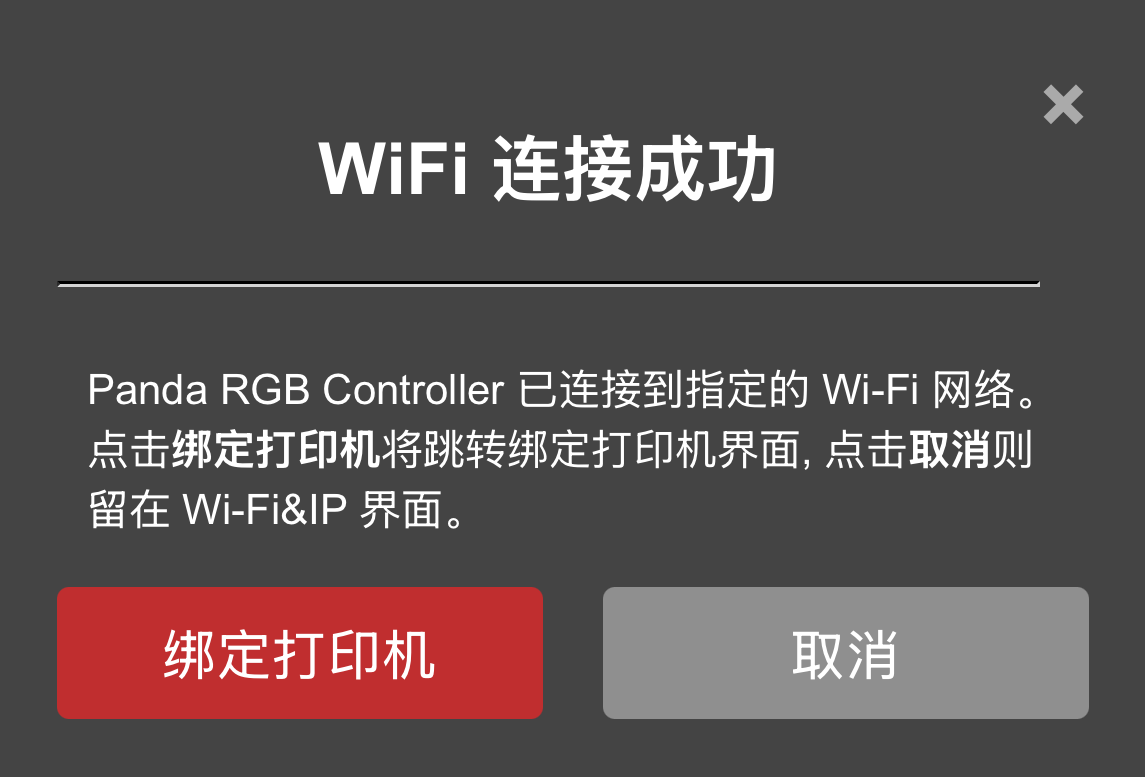 WiFi 连接成功
Panda RGB Controller 已连接到指定的 Wi-Fi 网络。
点击绑定打印机将跳转绑定打印机界面, 点击取消则
留在 Wi-Fi&IP 界面。
绑定打印机
取消